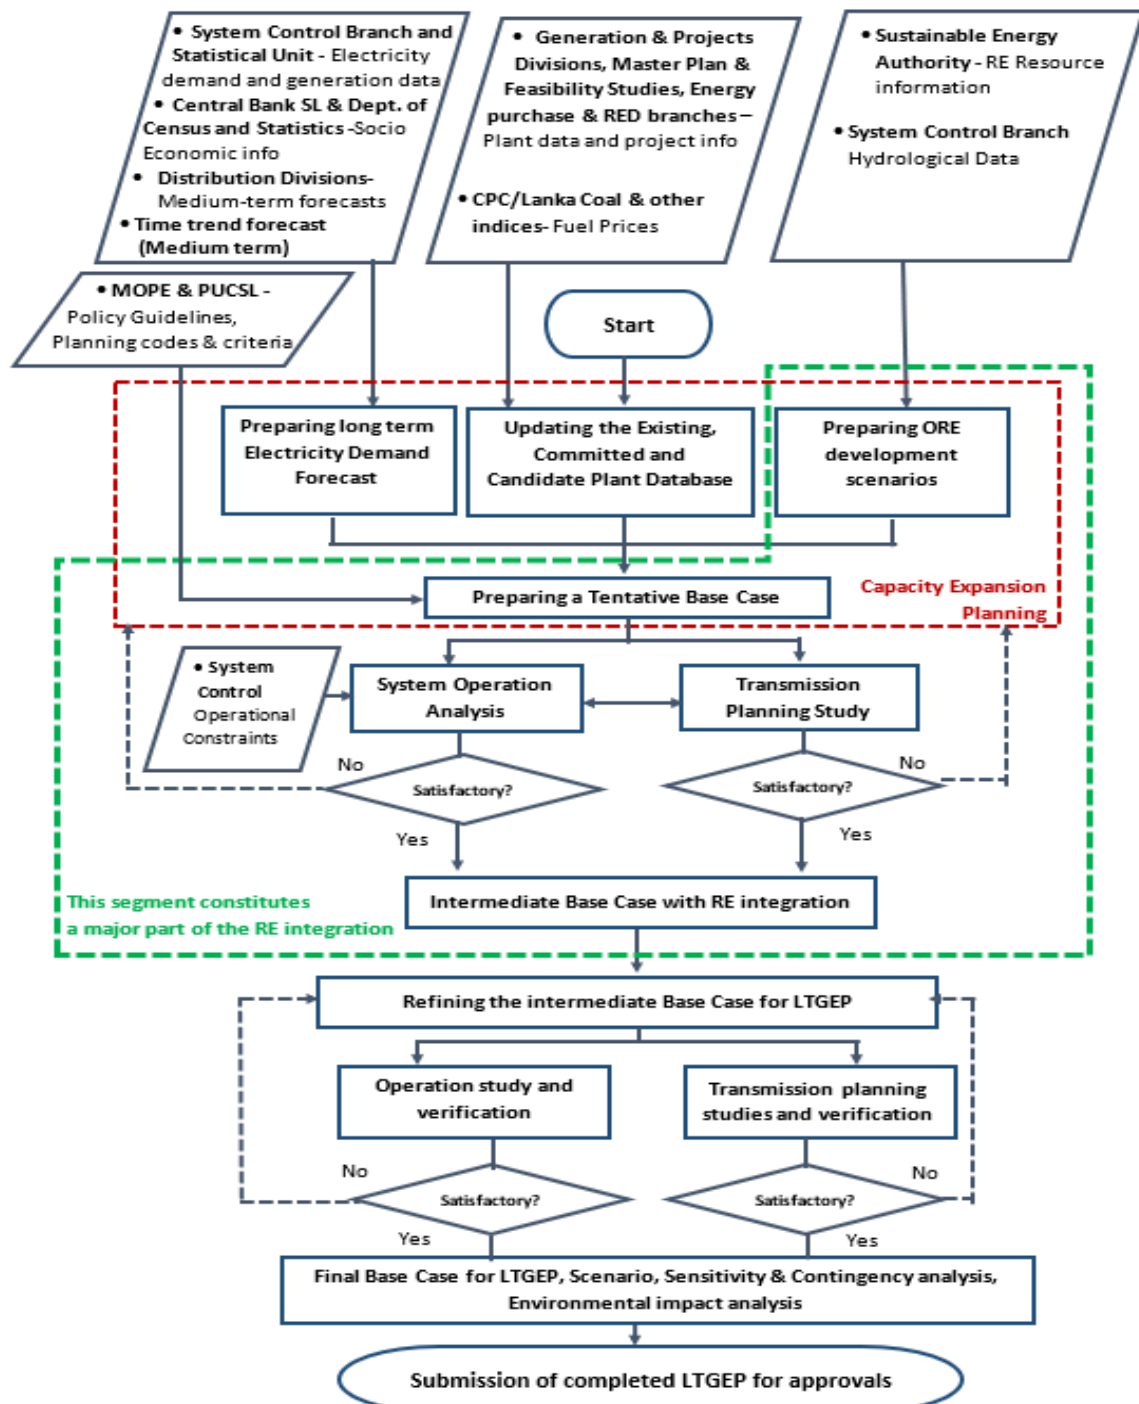 • System Control Branch and
Statistical Unit - Electricity
demand and generation data
• Central Bank SL & Dept. of
Census and Statistics -Socio
Economic info
• Distribution Divisions-
Medium-term forecasts
• Time trend forecast
(Medium term)
• Generation & Projects
Divisions, Master Plan &
Feasibility Studies, Energy
purchase & RED branches –
Plant data and project info
• CPC/Lanka Coal & other
indices- Fuel Prices
• Sustainable Energy
Authority - RE Resource
information
• System Control Branch
Hydrological Data
• MOPE & PUCSL -
Policy Guidelines,
Planning codes & criteria
Start
Preparing long term
Electricity Demand
Forecast
Updating the Existing,
Committed and
Candidate Plant Database
Preparing ORE
development
scenarios
Preparing a Tentative Base Case
Capacity Expansion
Planning
• System
Control
Operational
Constraints
System Operation
Analysis
Transmission
Planning Study
No
Satisfactory?
Yes
No
Satisfactory?
Yes
This segment constitutes
a major part of the RE integration
Intermediate Base Case with RE integration
Refining the intermediate Base Case for LTGEP
Operation study and
verification
Transmission planning
studies and verification
No
Satisfactory?
Yes
No
Satisfactory?
Yes
Final Base Case for LTGEP, Scenario, Sensitivity & Contingency analysis,
Environmental impact analysis
Submission of completed LTGEP for approvals